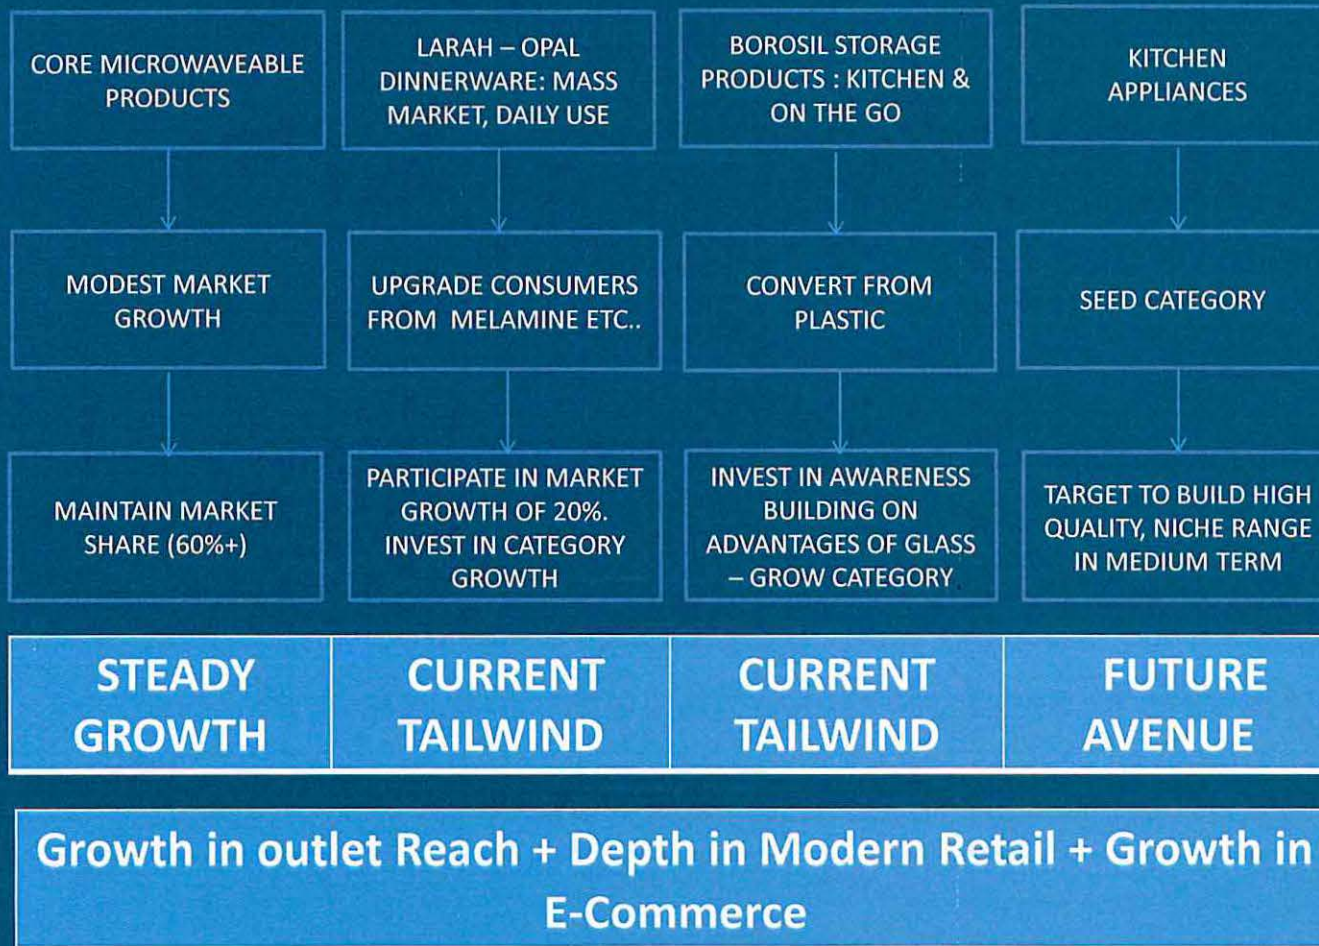 CORE MICROWAVEABLE
PRODUCTS
LARAH – OPAL
DINNERWARE: MASS
MARKET, DAILY USE
BOROSIL STORAGE
PRODUCTS : KITCHEN &
ON THE GO
KITCHEN
APPLIANCES
MODEST MARKET
GROWTH
UPGRADE CONSUMERS
FROM MELAMINE ETC..
CONVERT FROM
PLASTIC
SEED CATEGORY
MAINTAIN MARKET
SHARE (60%+)
PARTICIPATE IN MARKET
GROWTH OF 20%.
INVEST IN CATEGORY
GROWTH
INVEST IN AWARENESS
BUILDING ON
ADVANTAGES OF GLASS
– GROW CATEGORY
TARGET TO BUILD HIGH
QUALITY, NICHE RANGE
IN MEDIUM TERM
STEADY
GROWTH
CURRENT
TAILWIND
CURRENT
TAILWIND
FUTURE
AVENUE
Growth in outlet Reach + Depth in Modern Retail + Growth in
E-Commerce